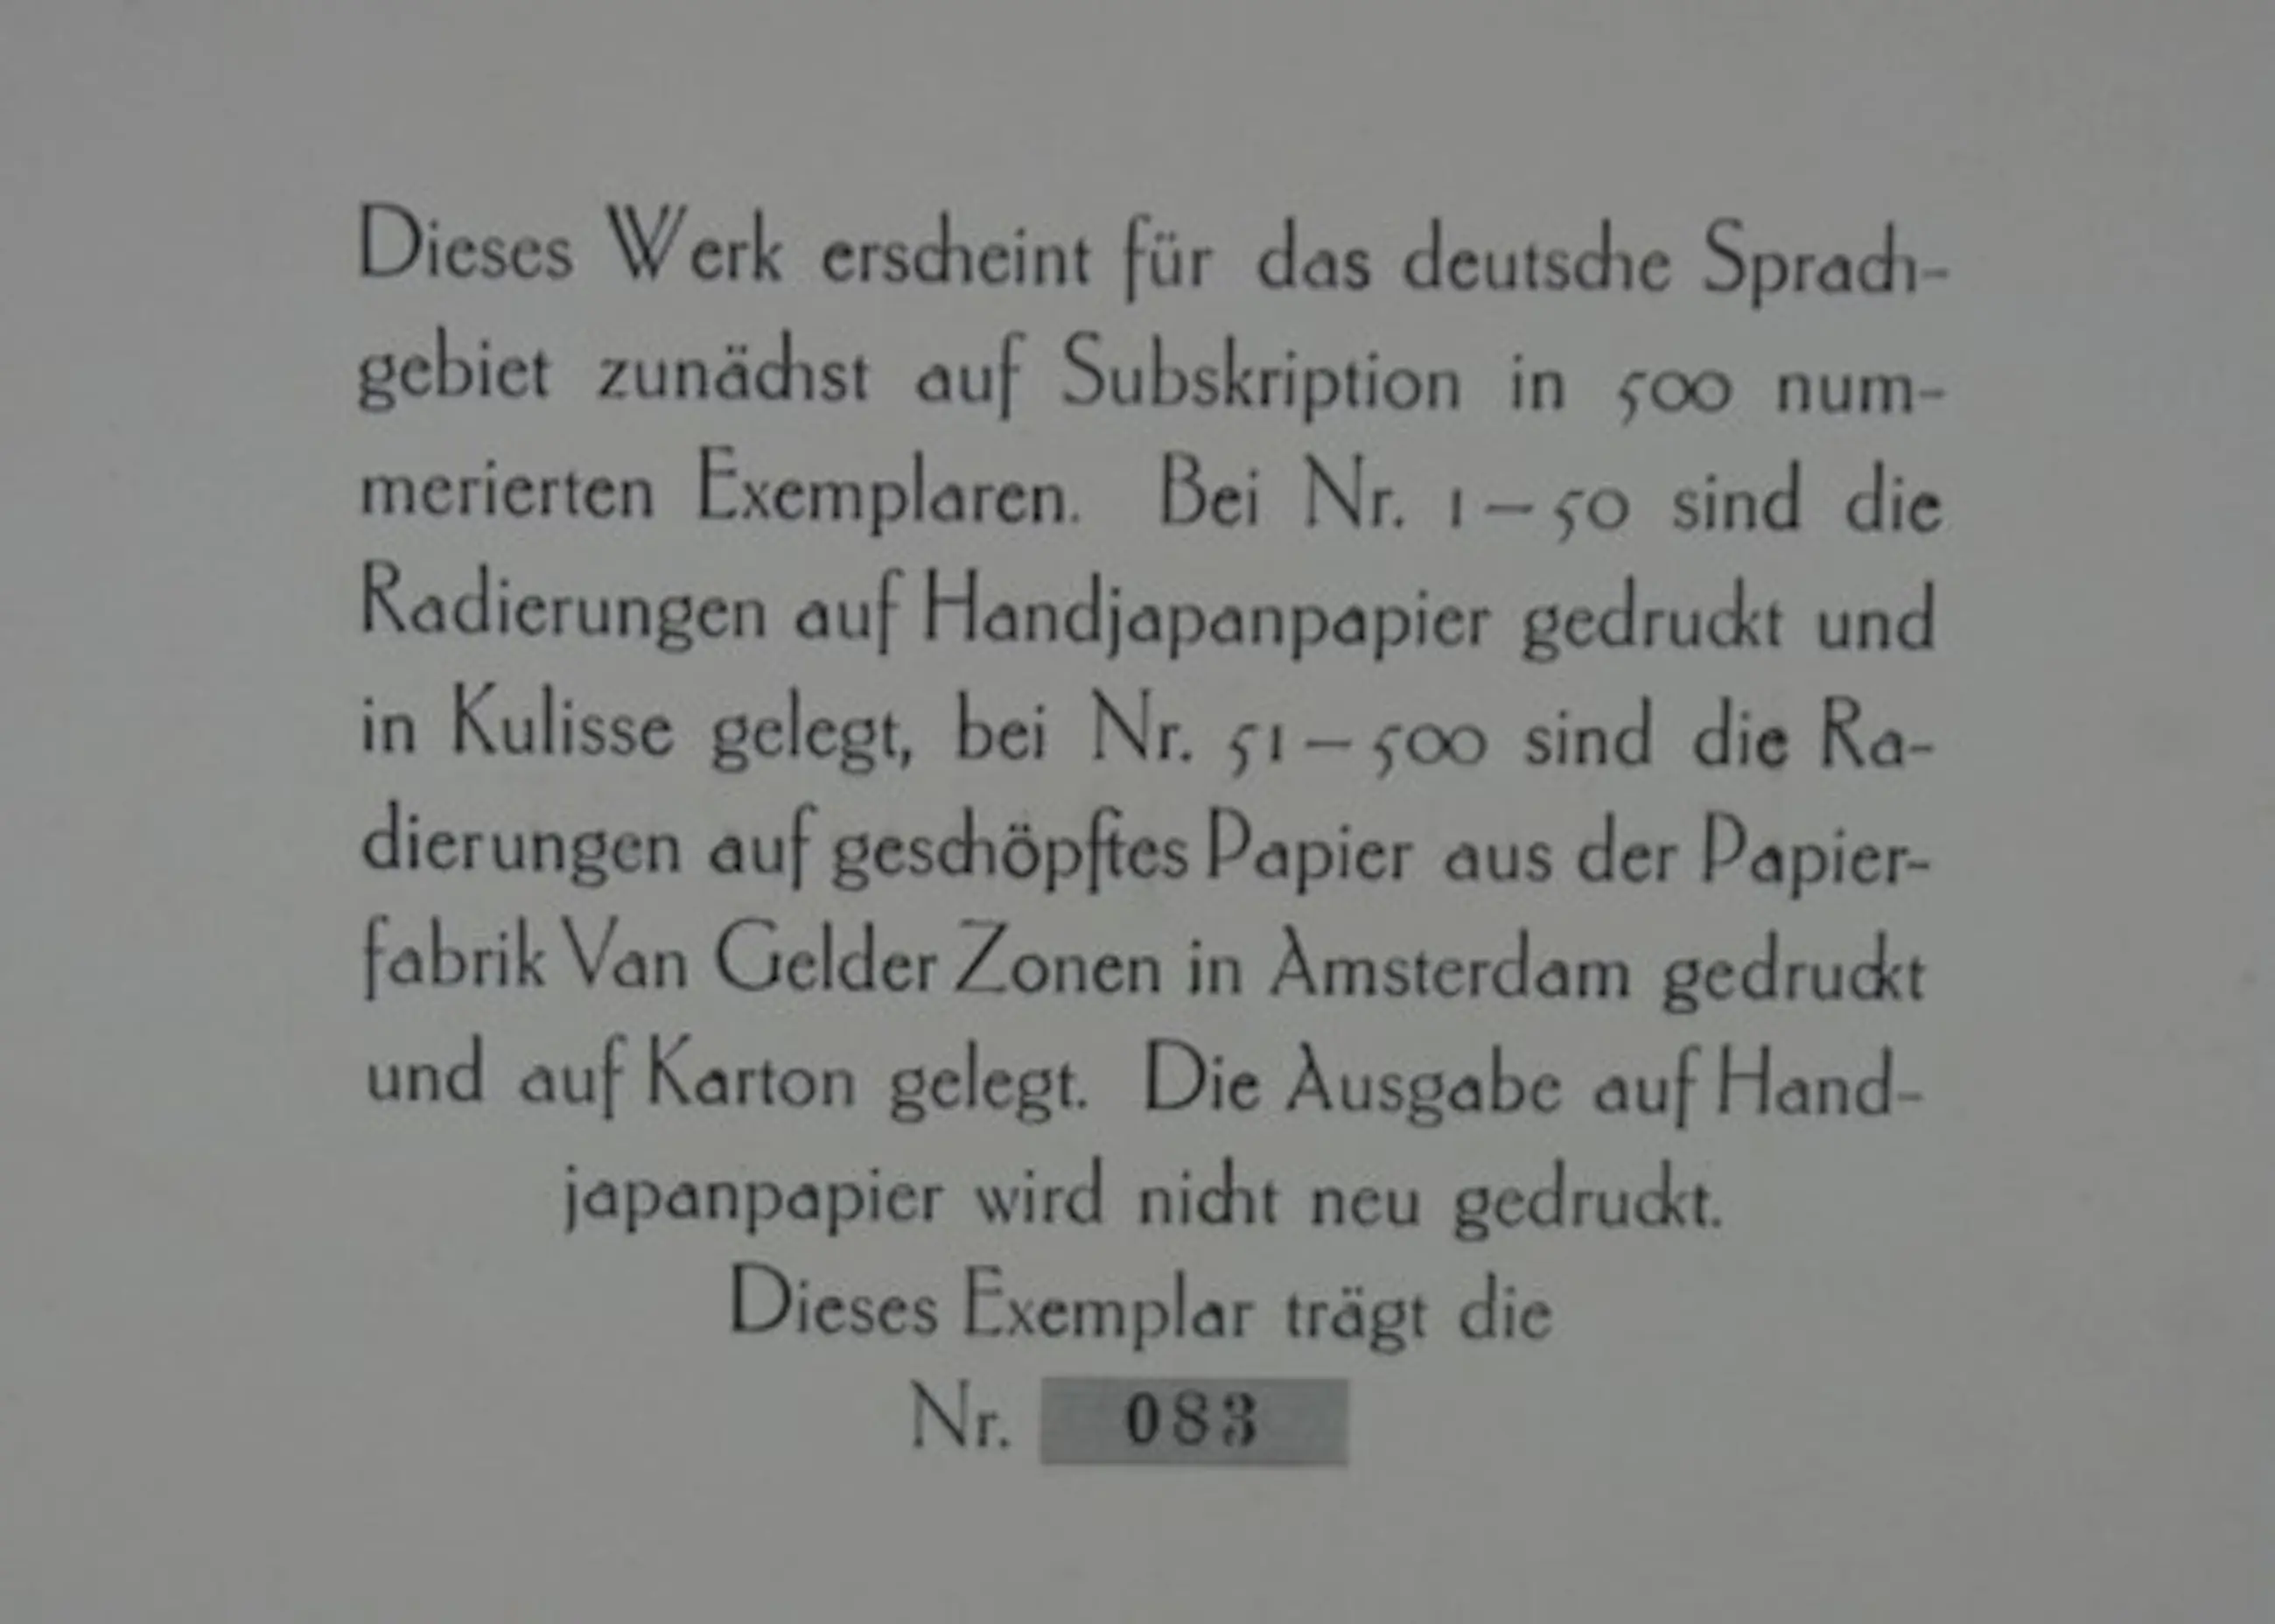 Dieses Werk erscheint für das deutsche Sprach-
gebiet zunächst auf Subskription in 500 num-
merierten Exemplaren. Bei Nr. 1 – 50 sind die
Radierungen auf Handjapanpapier gedruckt und
in Kulisse gelegt, bei Nr. 51 – 500 sind die Ra-
dierungen auf geschöpftes Papier aus der Papier-
fabrik Van Gelder Zonen in Amsterdam gedruckt
und auf Karton gelegt. Die Ausgabe auf Hand-
japanpapier wird nicht neu gedruckt.
Dieses Exemplar trägt die
Nr. 083